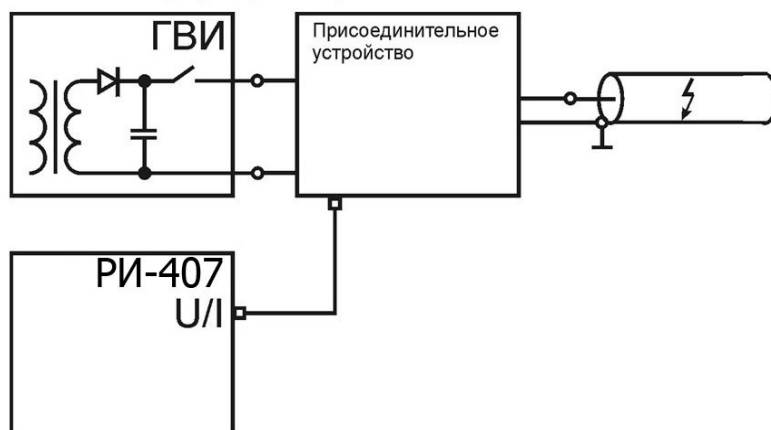 ГВИ
Присоединительное
устройство
РИ-407
U/I